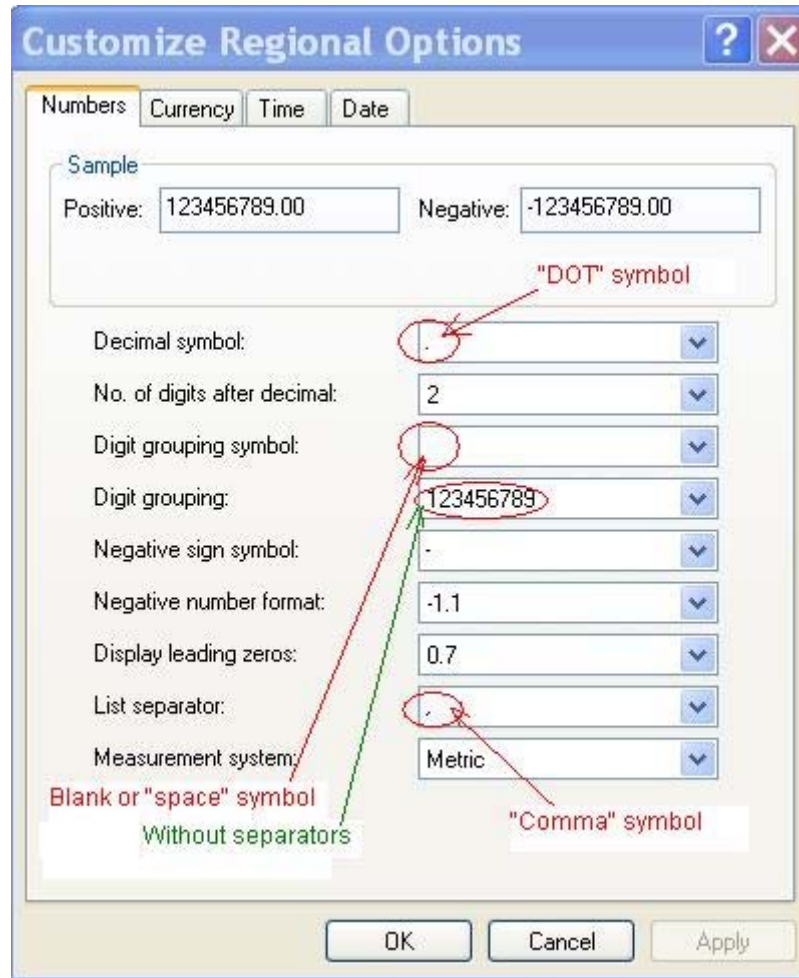 Customize Regional Options
Numbers Currency Time Date
Sample
Positive: 123456789.00 Negative: -123456789.00
"DOT" symbol
Decimal symbol: .
No. of digits after decimal: 2
Digit grouping symbol:
Digit grouping: 123456789
Negative sign symbol: -
Negative number format: -1.1
Display leading zeros: 0.7
List separator: ,
Measurement system: Metric
Blank or "space" symbol
Without separators
"Comma" symbol
OK Cancel Apply